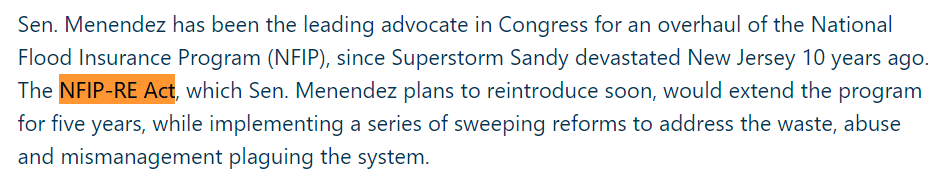 Sen. Menendez has been the leading advocate in Congress for an overhaul of the National
Flood Insurance Program (NFIP), since Superstorm Sandy devastated New Jersey 10 years ago.
The NFIP-RE Act, which Sen. Menendez plans to reintroduce soon, would extend the program
for five years, while implementing a series of sweeping reforms to address the waste, abuse
and mismanagement plaguing the system.